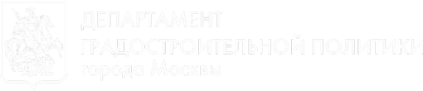 ДЕПАРТАМЕНТ
ГРАДОСТРОИТЕЛЬНОЙ ПОЛИТИКИ
города Москвы